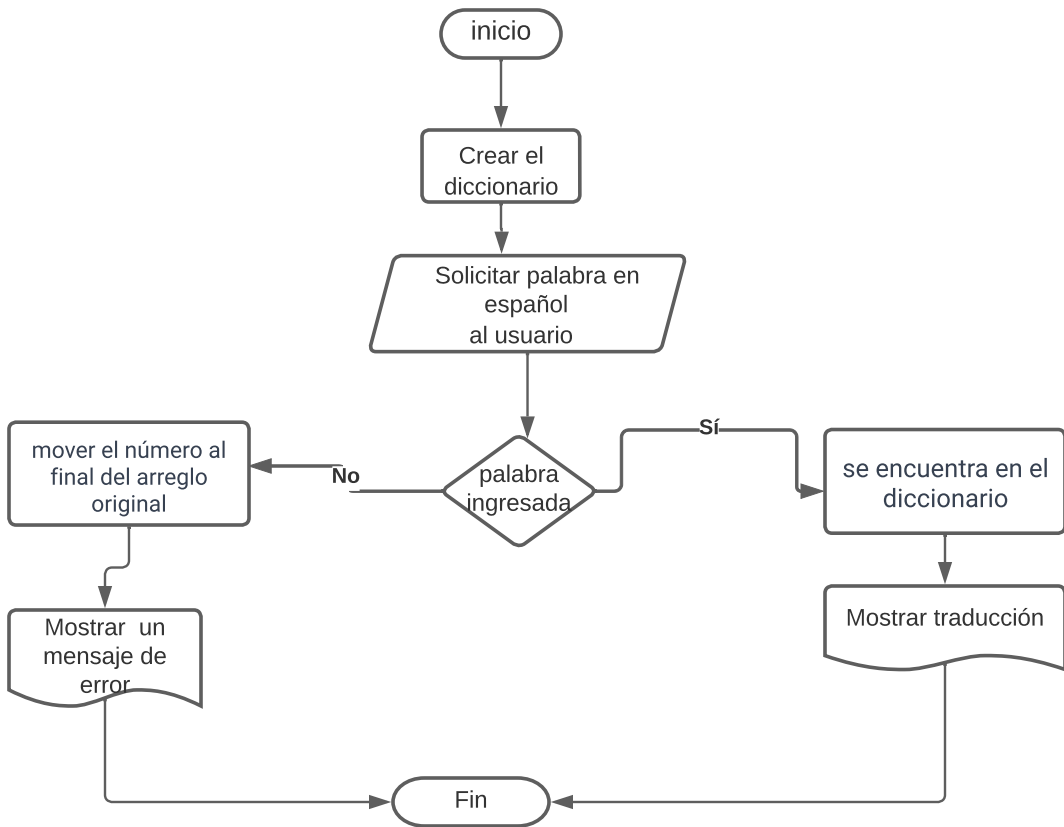 inicio
Crear el
diccionario
Solicitar palabra en
español
al usuario
Sí
mover el número al
final del arreglo
original
No
palabra
ingresada
se encuentra en el
diccionario
Mostrar un
mensaje de
error
Mostrar traducción
Fin